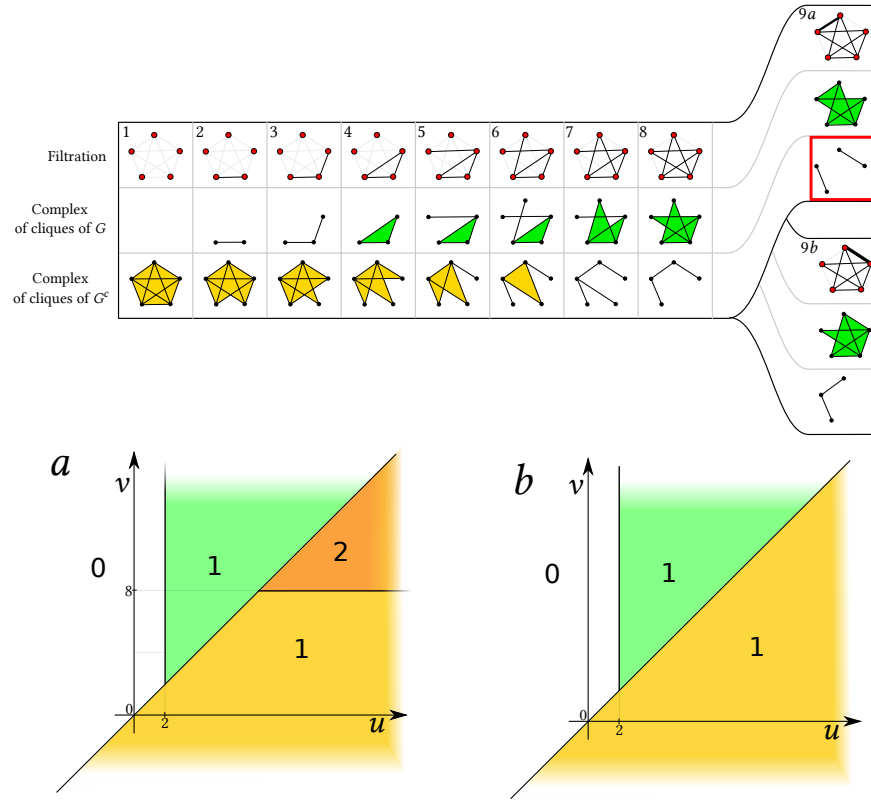 9a
1 2 3 4 5 6 7 8
Filtration
Complex
of cliques of G
Complex
of cliques of Gᶜ
9b
a
v
0
1
2
8
1
0
2
u
b
v
0
1
1
0
2
u